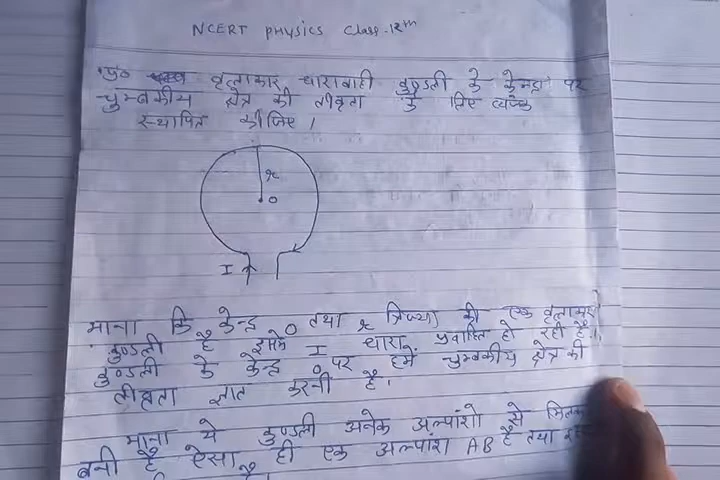 NCERT Physics Class-12th
प्र० वृत्ताकार धारावाही कुण्डली के केन्द्र पर
चुम्बकीय क्षेत्र की तीव्रता के लिए व्यंजक
स्थापित कीजिए।
r
O
I
माना कि केन्द्र O तथा r त्रिज्या की एक वृत्ताकार
कुण्डली है इसमें I धारा प्रवाहित हो रही है।
कुण्डली के केन्द्र O पर हमें चुम्बकीय क्षेत्र की
तीव्रता ज्ञात करनी है।
माना ये कुण्डली अनेक अल्पांशो से मिलकर
बनी है ऐसा ही एक अल्पांश AB है तथा